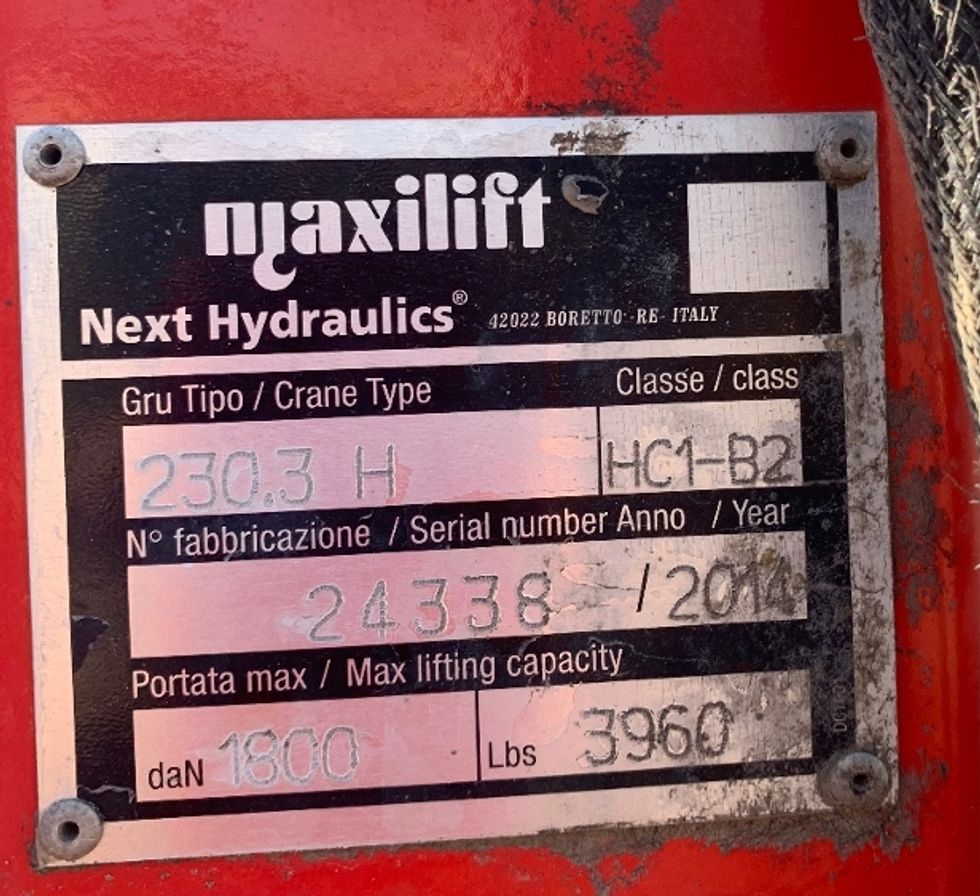 maxilift
Next Hydraulics® 42022 BORETTO-RE-ITALY
Gru Tipo / Crane Type Classe / class
230.3 H HC1-B2
N° fabbricazione / Serial number Anno / Year
24338 / 2014
Portata max / Max lifting capacity
daN 1800 Lbs 3960